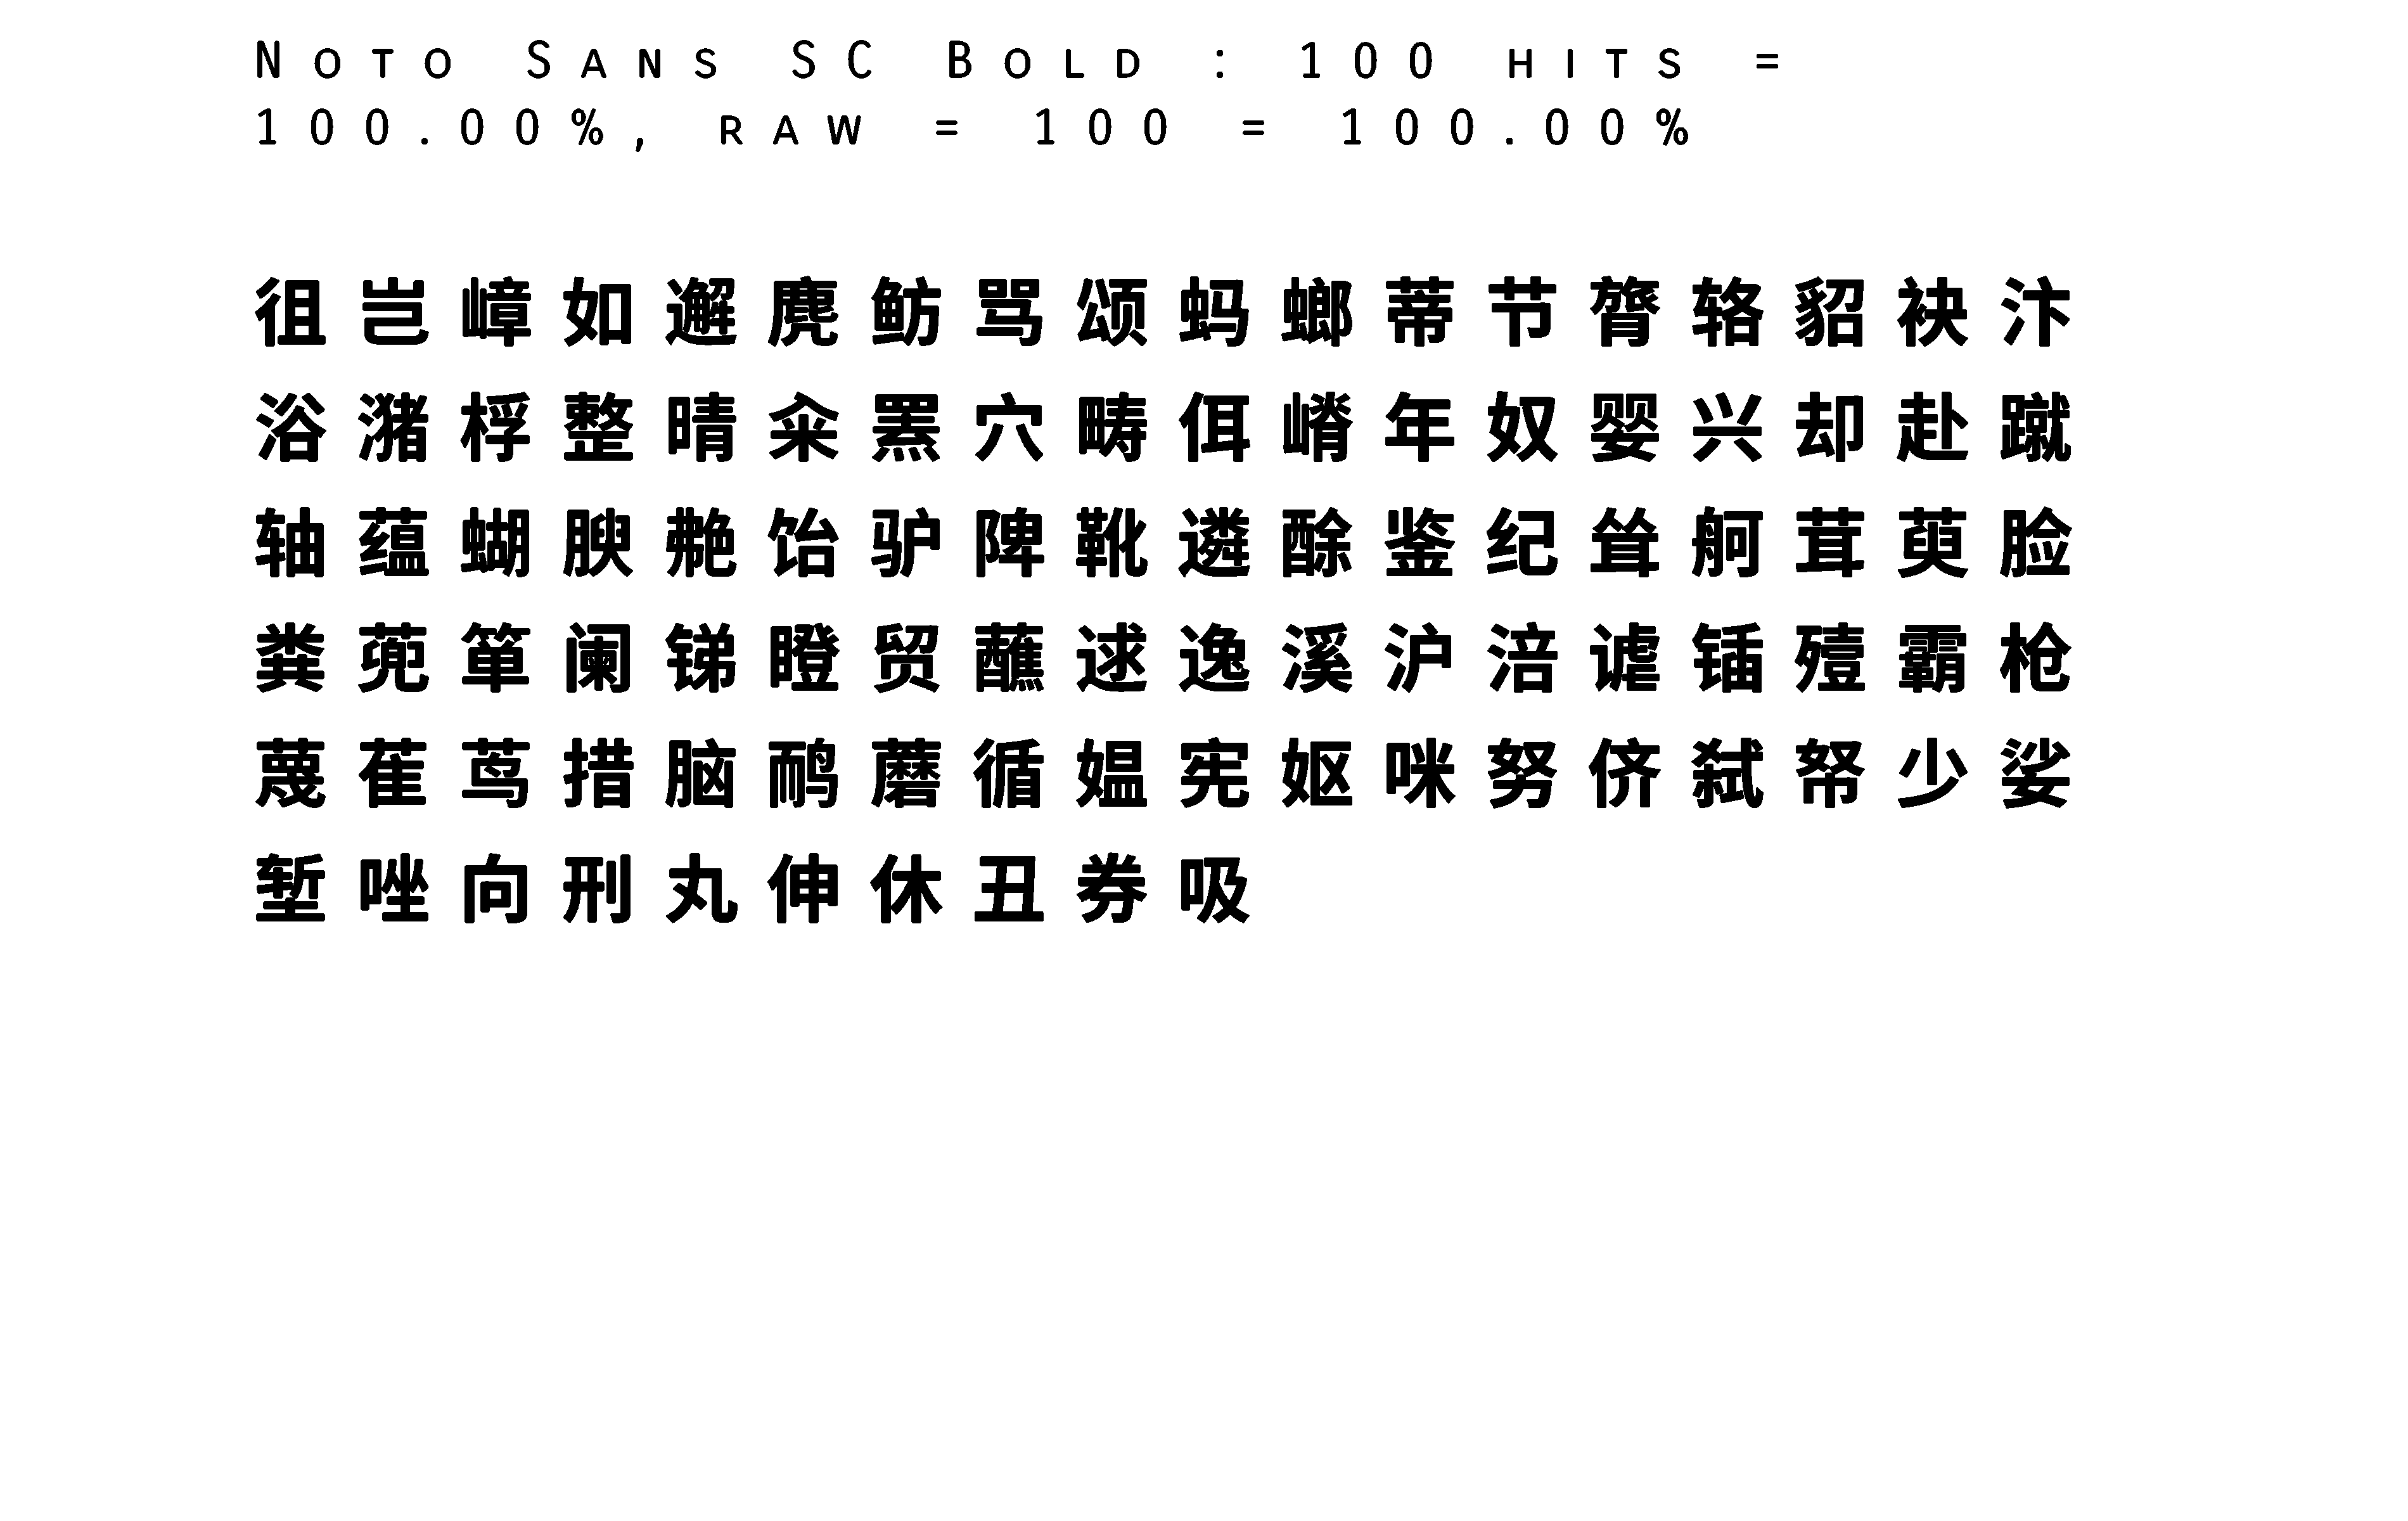 Noto Sans SC Bold : 100 hits =
100.00%, raw = 100 = 100.00%
徂岂嶂如邂麂鲂骂颂蚂螂蒂节膂辂貂袂汴
浴潴桴整晴籴罴穴畴佴嵴年奴婴兴却赴蹴
轴蕴蝴腴艴饴驴陴靴遴酴鉴纪耸舸茸萸脸
粪蔸箪阑锑瞪贸蘸逑逸溪沪涪谑锸殪霸枪
蔑萑茑措脑鸸蘑循媪宪妪咪努侪弑帑少娑
堑唑向刑丸伸休丑券吸